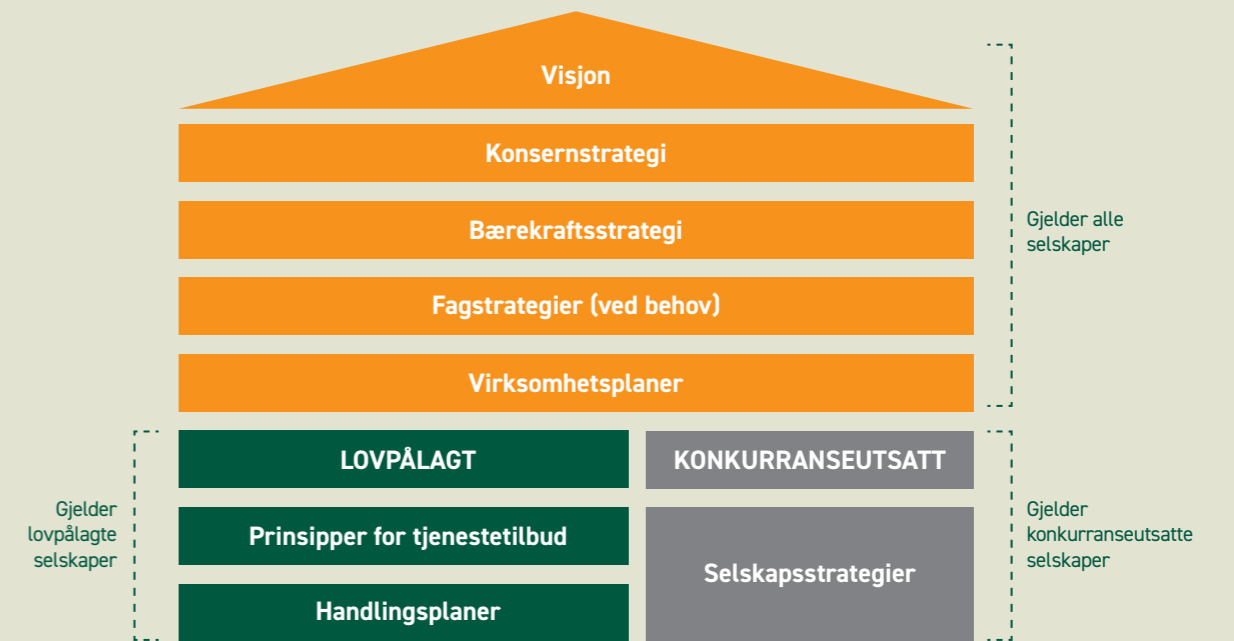 Visjon
Konsernstrategi
Bærekraftsstrategi
Fagstrategier (ved behov)
Virksomhetsplaner
Gjelder alle
selskaper
LOVPÅLAGT
Prinsipper for tjenestetilbud
Handlingsplaner
Gjelder
lovpålagte
selskaper
KONKURRANSEUTSATT
Selskapsstrategier
Gjelder
konkurranseutsatte
selskaper